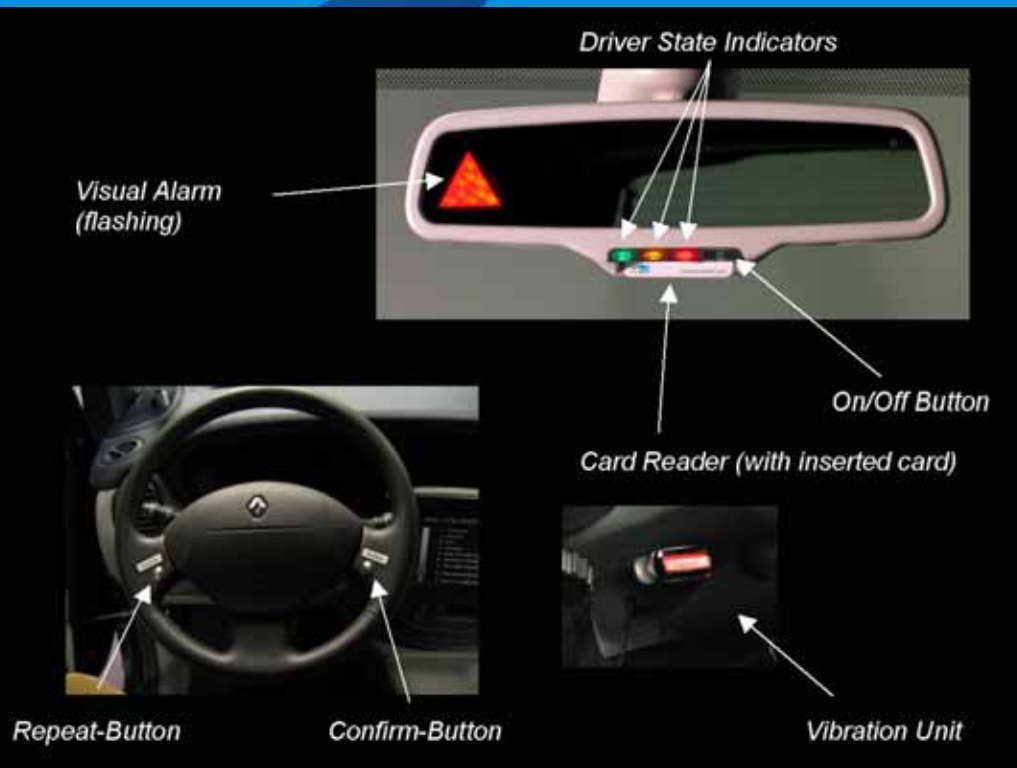 Driver State Indicators
Visual Alarm
(flashing)
On/Off Button
Card Reader (with inserted card)
Repeat-Button
Confirm-Button
Vibration Unit